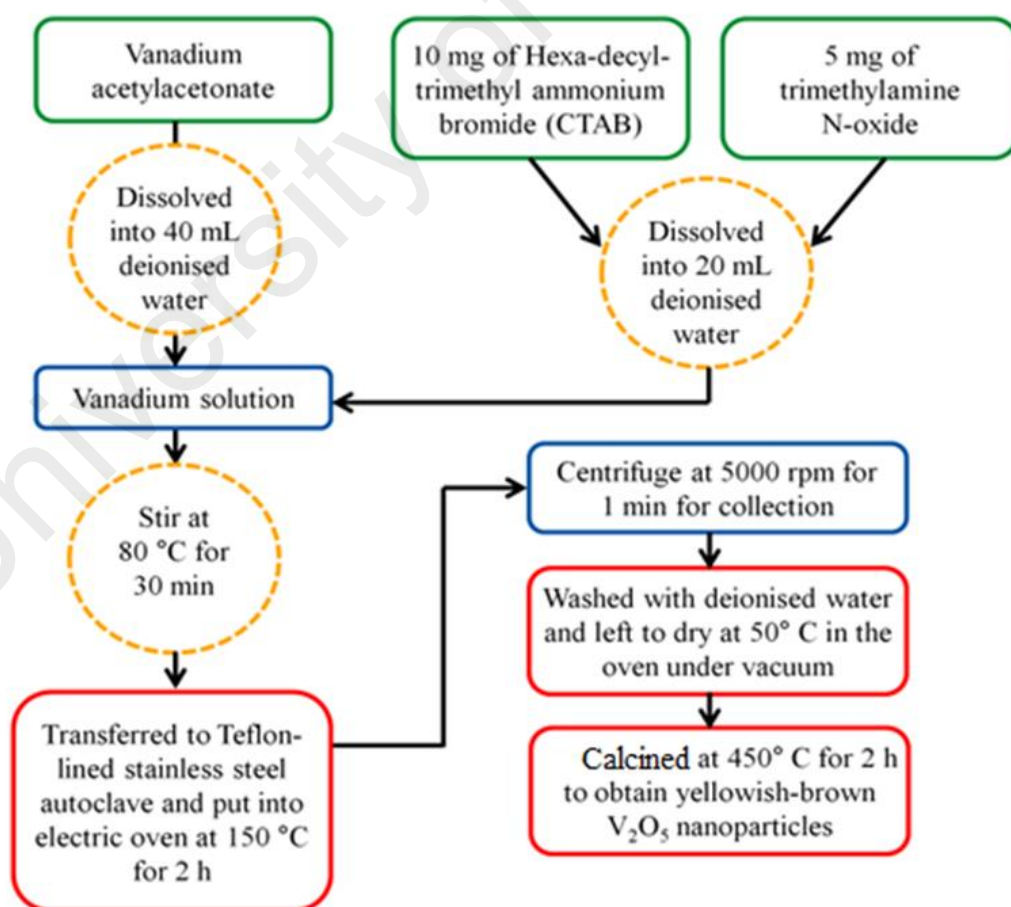 Vanadium
acetylacetonate
10 mg of Hexa-decyl-
trimethyl ammonium
bromide (CTAB)
5 mg of
trimethylamine
N-oxide
Dissolved
into 40 mL
deionised
water
Dissolved
into 20 mL
deionised
water
Vanadium solution
Stir at
80 °C for
30 min
Transferred to Teflon-
lined stainless steel
autoclave and put into
electric oven at 150 °C
for 2 h
Centrifuge at 5000 rpm for
1 min for collection
Washed with deionised water
and left to dry at 50° C in the
oven under vacuum
Calcined at 450° C for 2 h
to obtain yellowish-brown
V₂O₅ nanoparticles
University of